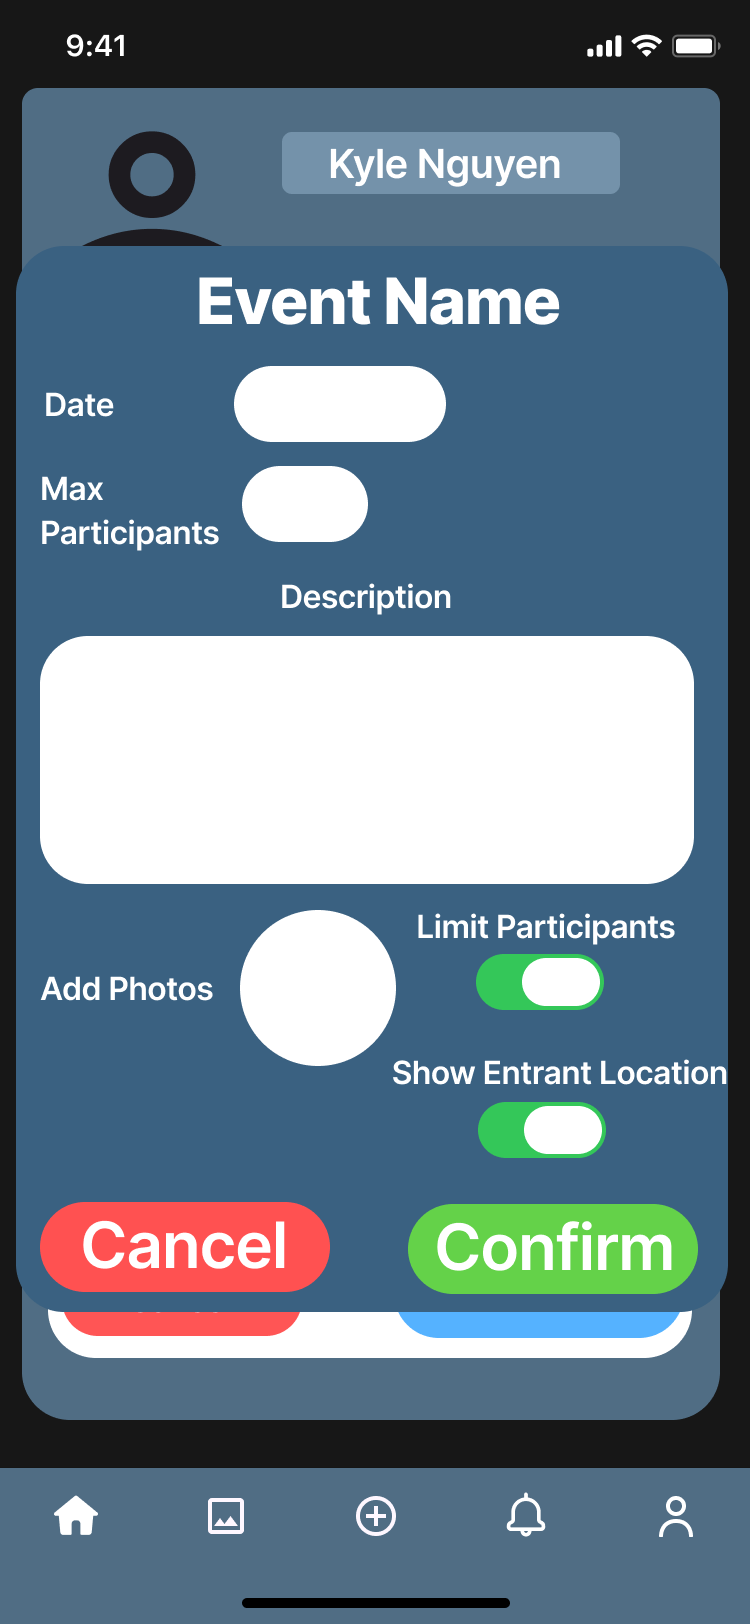 9:41
Kyle Nguyen
Event Name
Date
Max
Participants
Description
Limit Participants
Add Photos
Show Entrant Location
Cancel
Confirm